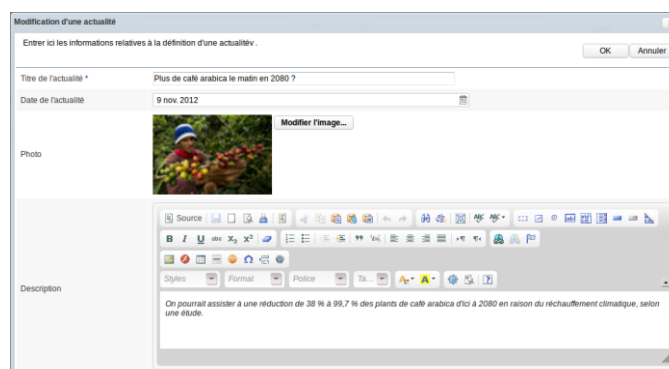 Modification d'une actualité
Entrer ici les informations relatives à la définition d'une actualitév .
OK Annuler
Titre de l'actualité * Plus de café arabica le matin en 2080 ?
Date de l'actualité 9 nov. 2012
Photo Modifier l'image...
Description
Source
B I U abc X₂ X²
Styles Format Police Ta...
On pourrait assister à une réduction de 38 % à 99,7 % des plants de café arabica d'ici à 2080 en raison du réchauffement climatique, selon
une étude.